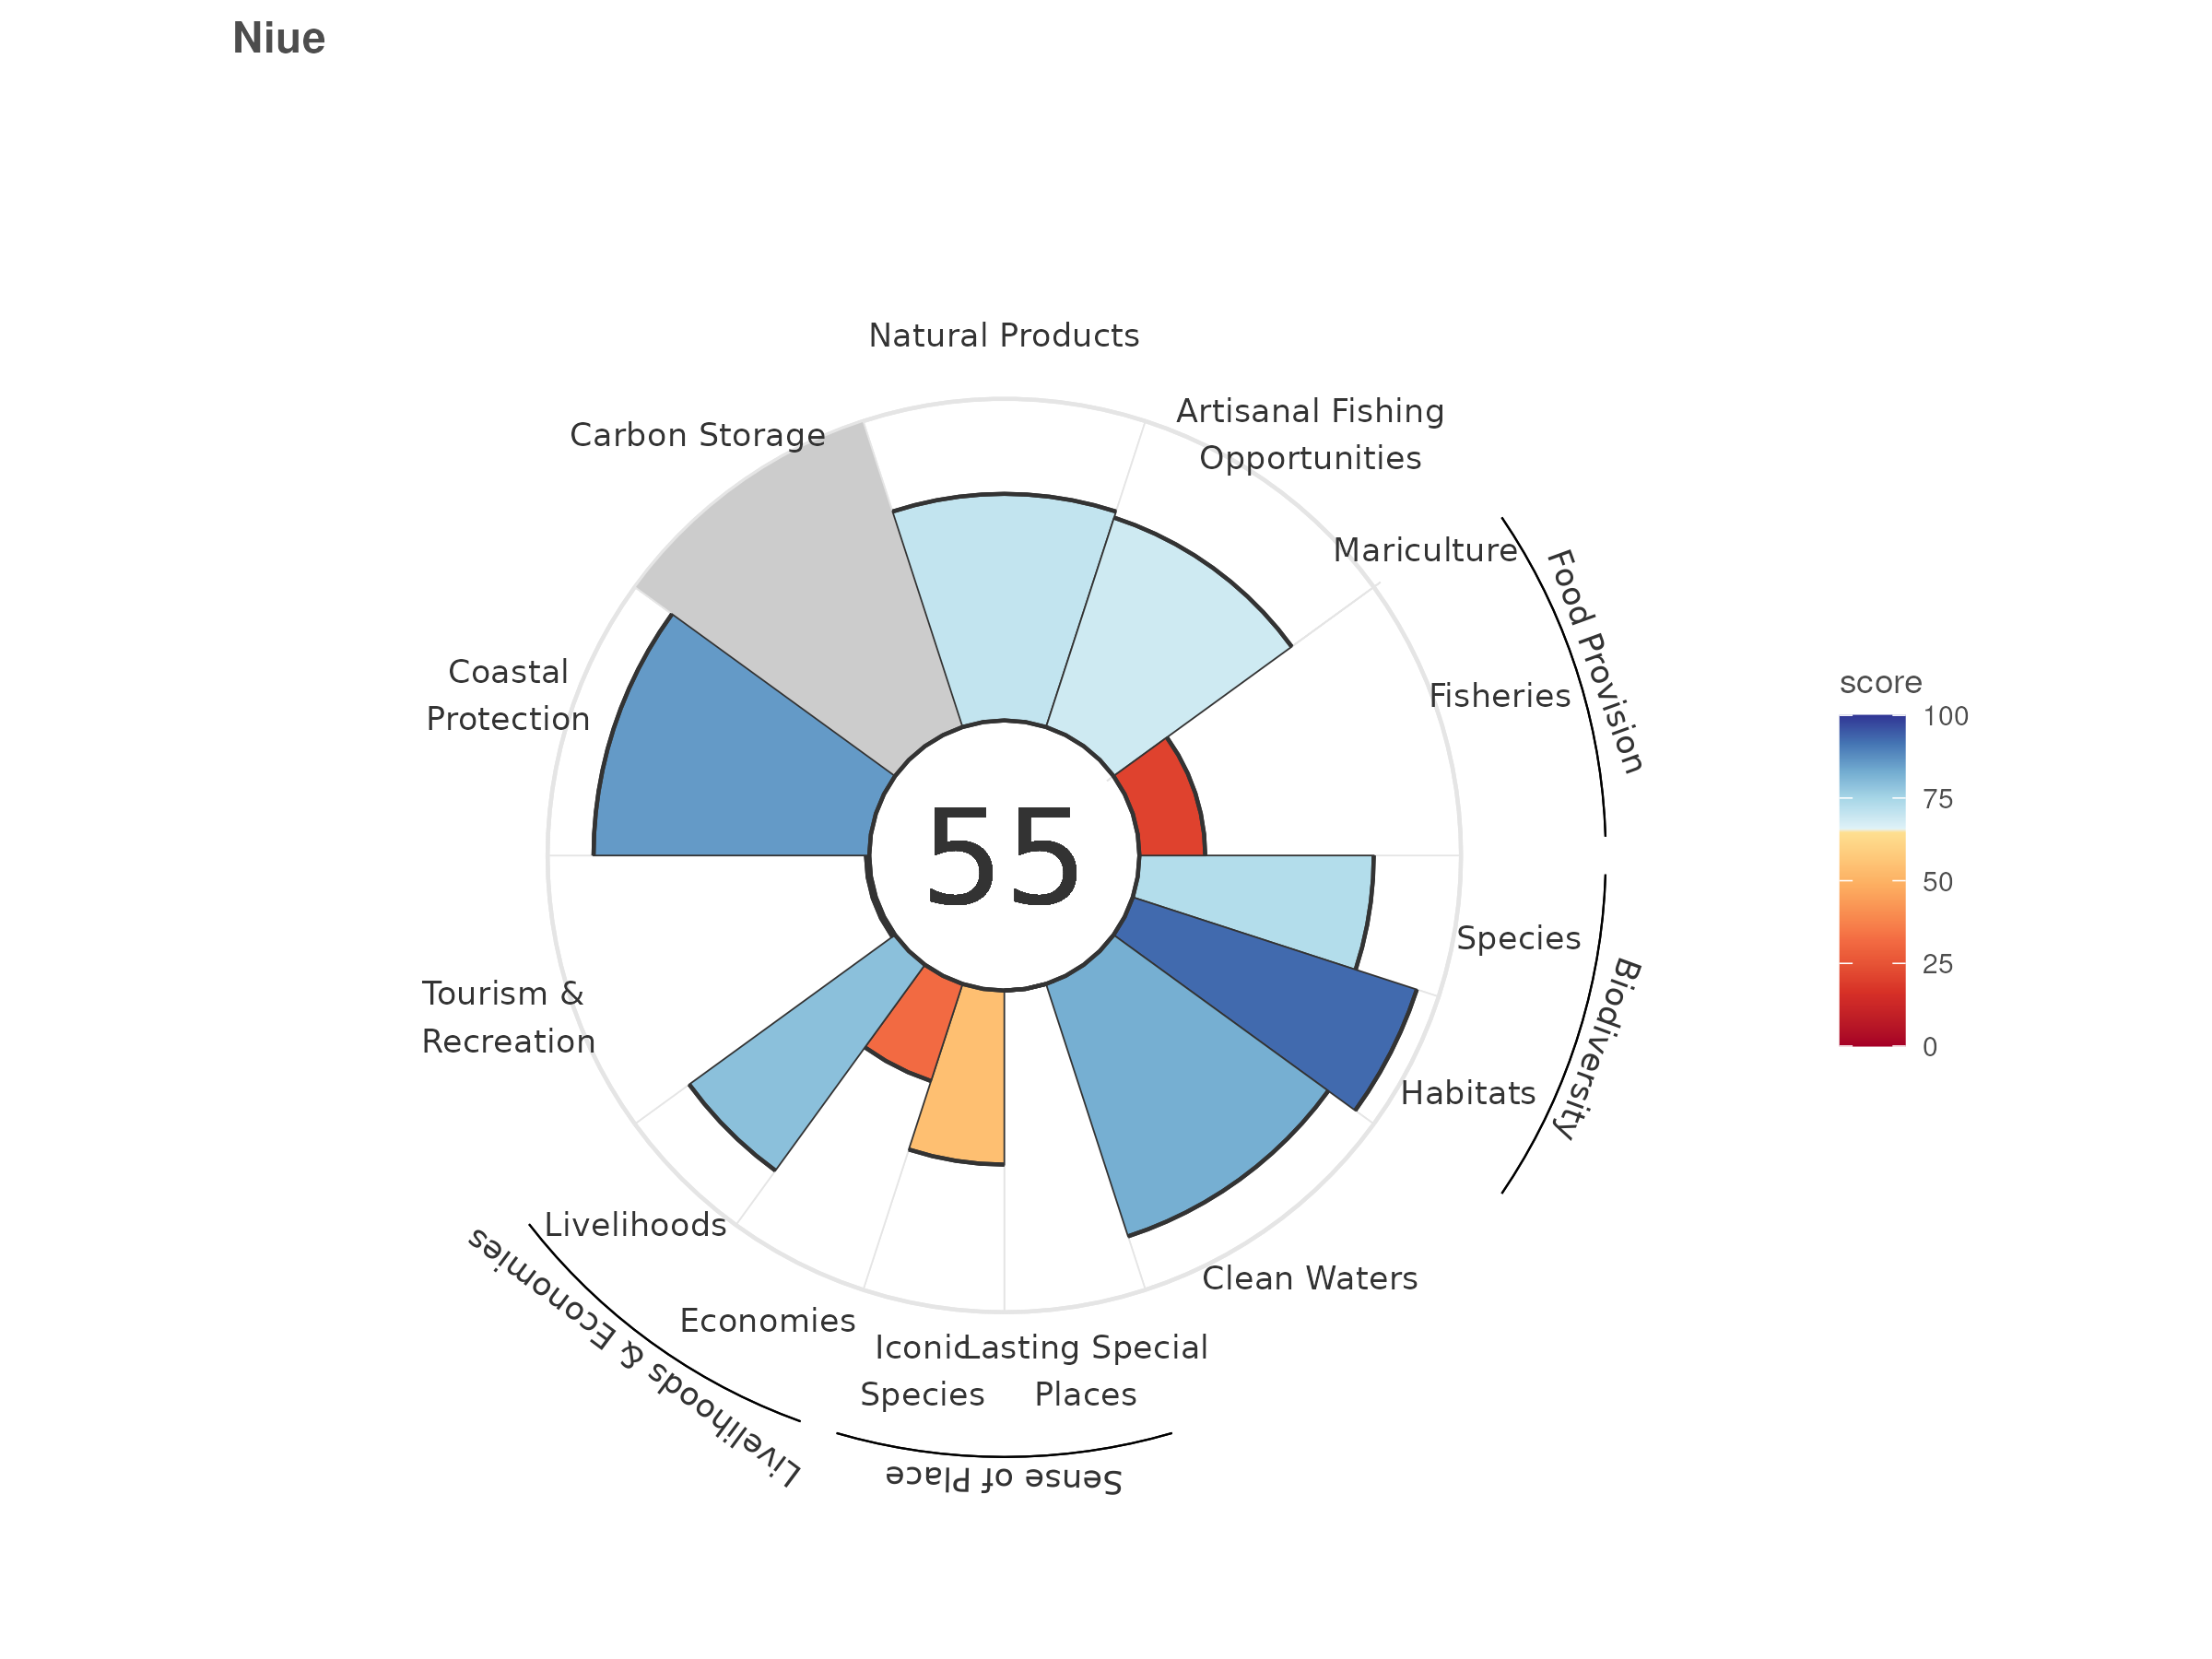 Niue
Natural Products
Artisanal Fishing
Opportunities
Carbon Storage
Mariculture
Food Provision
Fisheries
Coastal
Protection
score
100
75
50
25
0
55
Species
Biodiversity
Tourism &
Recreation
Habitats
Livelihoods
Clean Waters
Livelihoods & Economies
Economies
Iconic
Species
Lasting Special
Places
Sense of Place